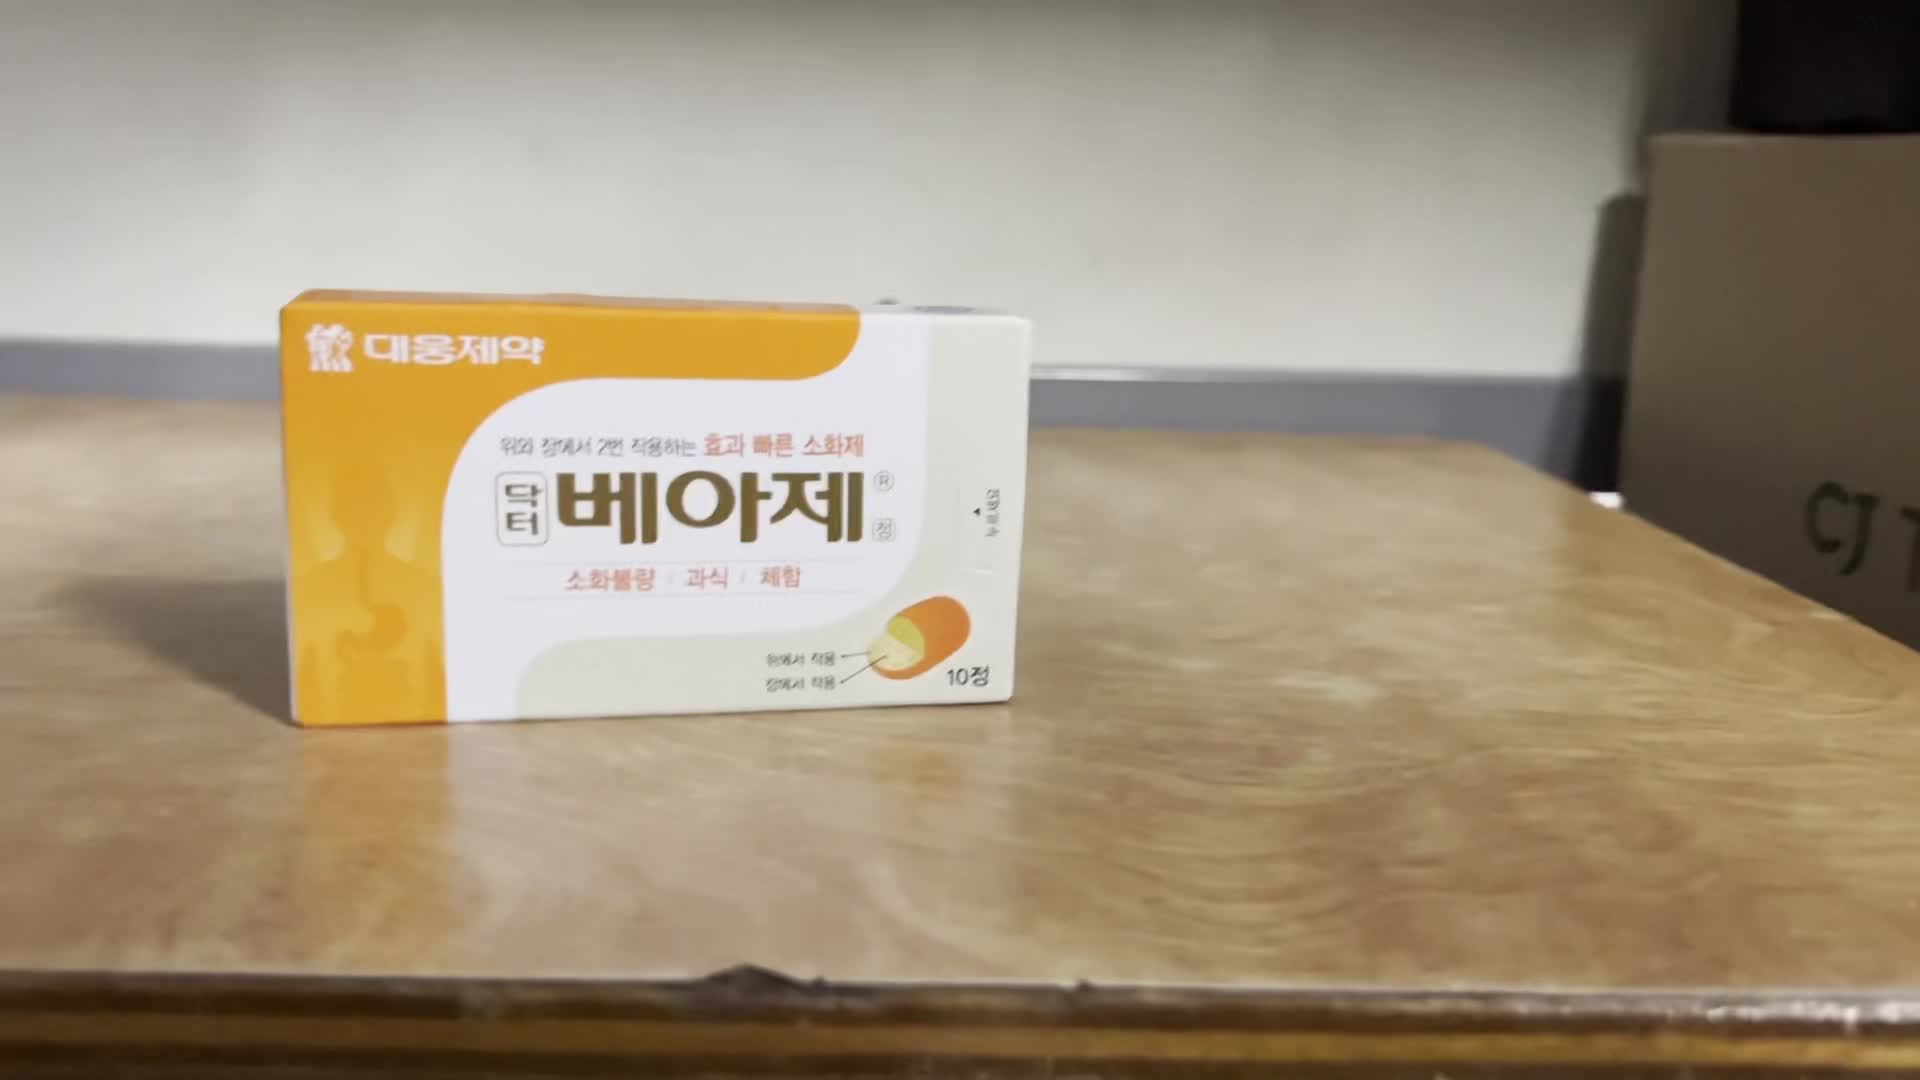 대웅제약
위와 장에서 2번 작용하는 효과 빠른 소화제
닥터 베아제 ®
정
소화불량 / 과식 / 체함
위에서 작용
장에서 작용
10정
CJ